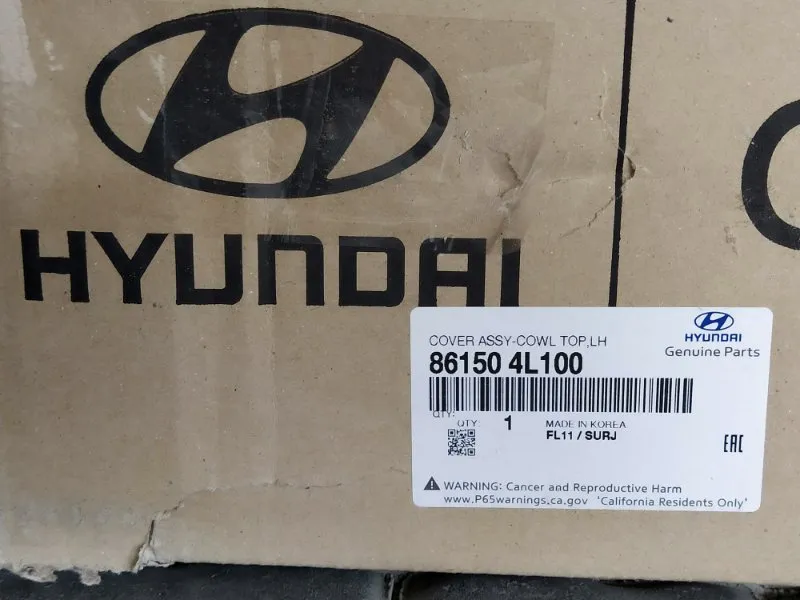 HYUNDAI
COVER ASSY-COWL TOP,LH
86150 4L100
HYUNDAI
Genuine Parts
QTY:
QTY: 1 MADE IN KOREA
FL11 / SURJ
EAC
WARNING: Cancer and Reproductive Harm
www.P65warnings.ca.gov 'California Residents Only'